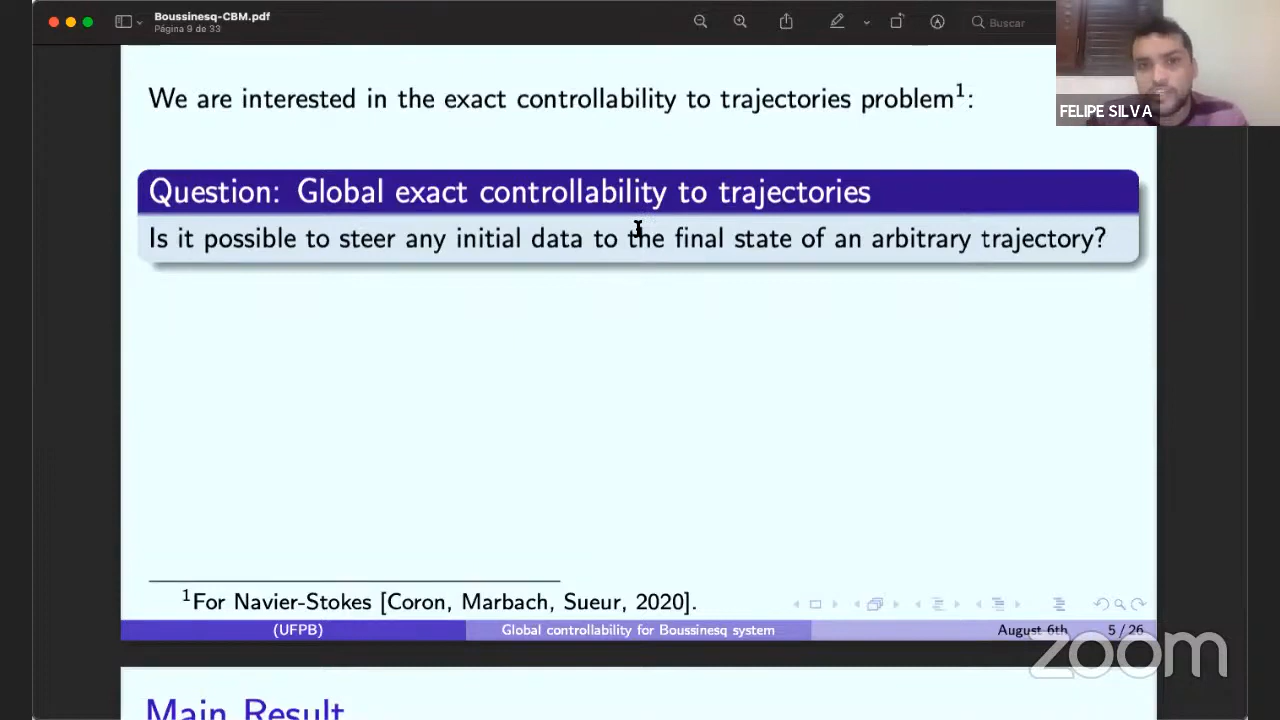 Boussinesq-CBM.pdf
Página 9 de 33
Buscar
FELIPE SILVA
We are interested in the exact controllability to trajectories problem¹:
Question: Global exact controllability to trajectories
Is it possible to steer any initial data to the final state of an arbitrary trajectory?
¹For Navier-Stokes [Coron, Marbach, Sueur, 2020].
(UFPB) Global controllability for Boussinesq system August 6th 5 / 26
zoom
Main Result